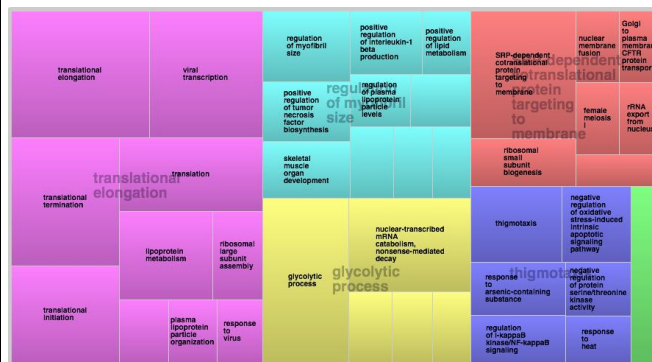 translational
elongation
viral
transcription
translational
termination
translation
translational
elongation
lipoprotein
metabolism
ribosomal
large
subunit
assembly
translational
initiation
plasma
lipoprotein
particle
organization
response
to
virus
regulation
of myofibril
size
positive
regulation
of interleukin-1
beta
production
positive
regulation
of lipid
metabolism
positive
regulation
of tumor
necrosis
factor
biosynthesis
regulation
of plasma
lipoprotein
particle
levels
regulation
of myofibril
size
skeletal
muscle
organ
development
glycolytic
process
nuclear-transcribed
mRNA
catabolism,
nonsense-mediated
decay
glycolytic
process
SRP-dependent
cotranslational
protein
targeting
to
membrane
nuclear
membrane
fusion
Golgi
to
plasma
CFTR
protein
female
meiosis
I
rRNA
export
from
ribosomal
small
subunit
biogenesis
dependent
cotranslational
protein
targeting
to
membrane
thigmotaxis
negative
regulation
of oxidative
stress-induced
intrinsic
apoptotic
signaling
pathway
response
to
arsenic-containing
substance
negative
regulation
of protein
serine/threonine
kinase
activity
regulation
of I-kappaB
kinase/NF-kappaB
signaling
response
to
heat